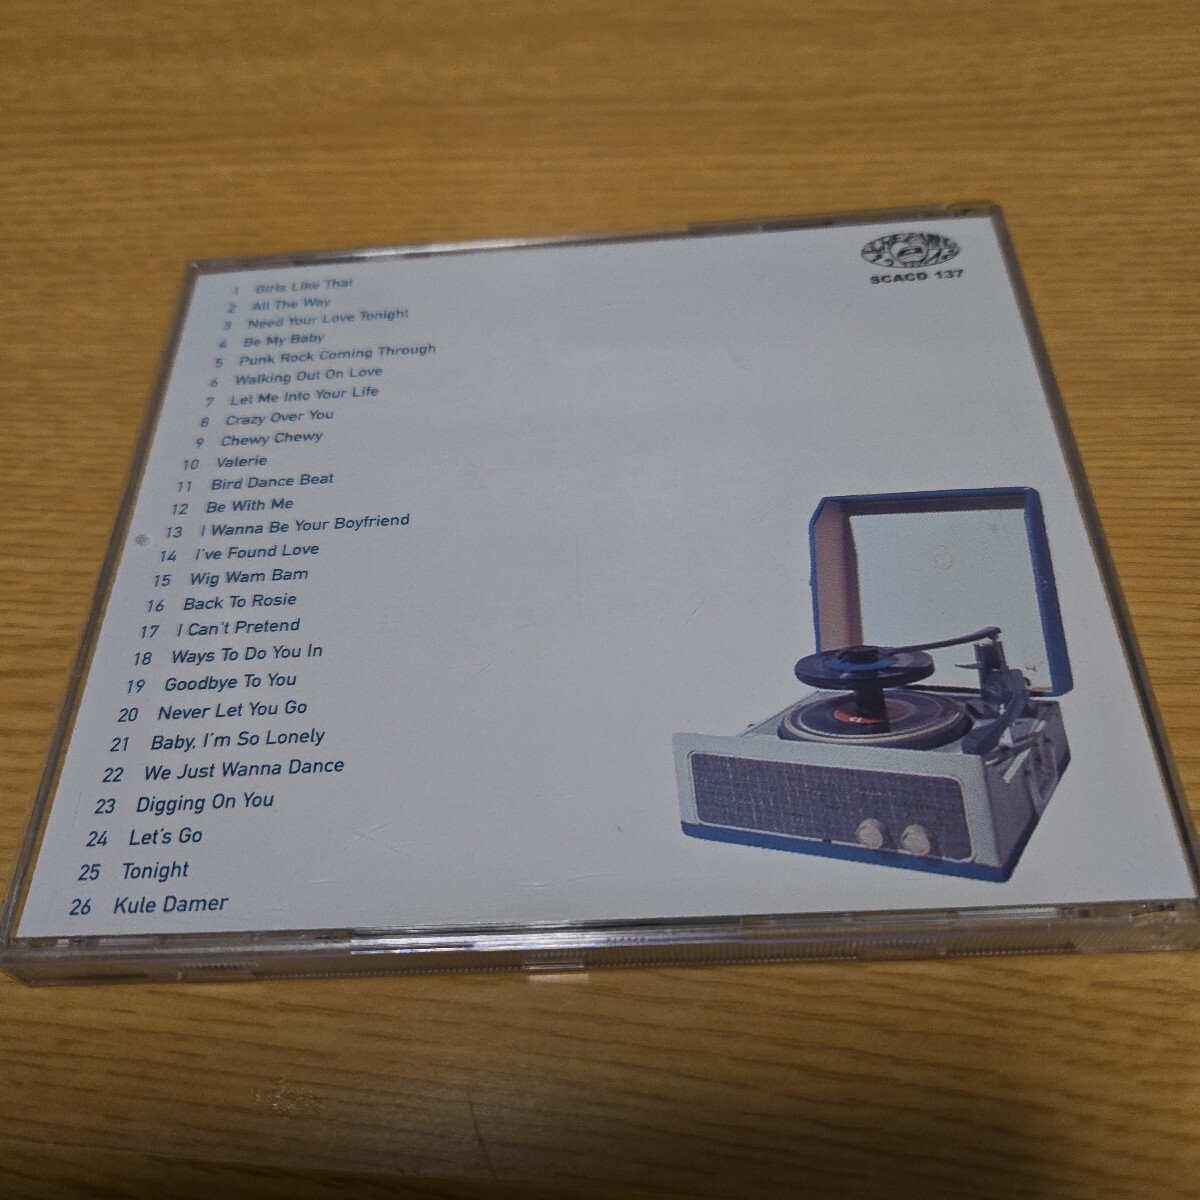 SCACD 137
1 Girls Like That
2 All The Way
3 Need Your Love Tonight
4 Be My Baby
5 Punk Rock Coming Through
6 Walking Out On Love
7 Let Me Into Your Life
8 Crazy Over You
9 Chewy Chewy
10 Valerie
11 Bird Dance Beat
12 Be With Me
13 I Wanna Be Your Boyfriend
14 I've Found Love
15 Wig Wam Bam
16 Back To Rosie
17 I Can't Pretend
18 Ways To Do You In
19 Goodbye To You
20 Never Let You Go
21 Baby, I'm So Lonely
22 We Just Wanna Dance
23 Digging On You
24 Let's Go
25 Tonight
26 Kule Damer